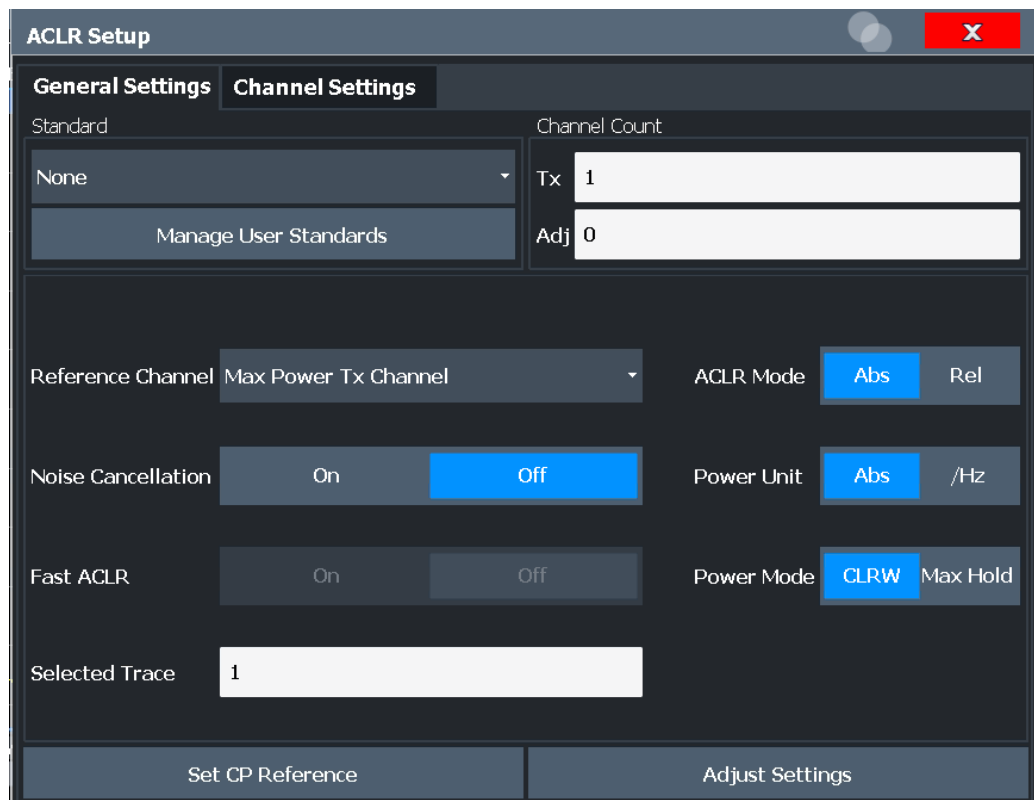 ACLR Setup
X
General Settings Channel Settings
Standard
Channel Count
None
Tx 1
Manage User Standards
Adj 0
Reference Channel Max Power Tx Channel
ACLR Mode Abs Rel
Noise Cancellation On Off
Power Unit Abs /Hz
Fast ACLR On Off
Power Mode CLRW Max Hold
Selected Trace 1
Set CP Reference
Adjust Settings